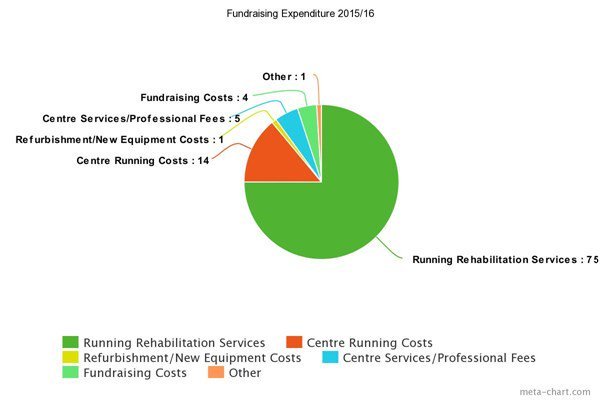 Fundraising Expenditure 2015/16
Other : 1
Fundraising Costs : 4
Centre Services/Professional Fees : 5
Refurbishment/New Equipment Costs : 1
Centre Running Costs : 14
Running Rehabilitation Services : 75
Running Rehabilitation Services Centre Running Costs
Refurbishment/New Equipment Costs Centre Services/Professional Fees
Fundraising Costs Other
meta-chart.com